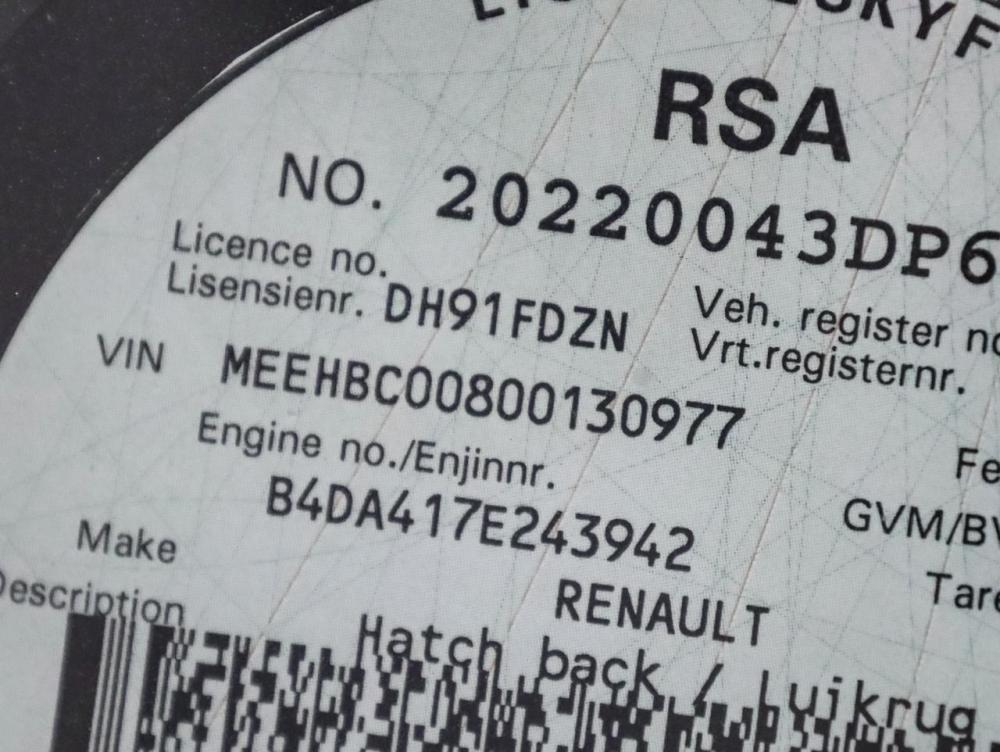 RSA
NO. 20220043DP6
Licence no.
Lisensienr. DH91FDZN
Veh. register
Vrt.registernr.
VIN MEEHBC00800130977
Engine no./Enjinnr.
B4DA417E243942
GVM/
Make RENAULT
Description Hatch back / Luikrug